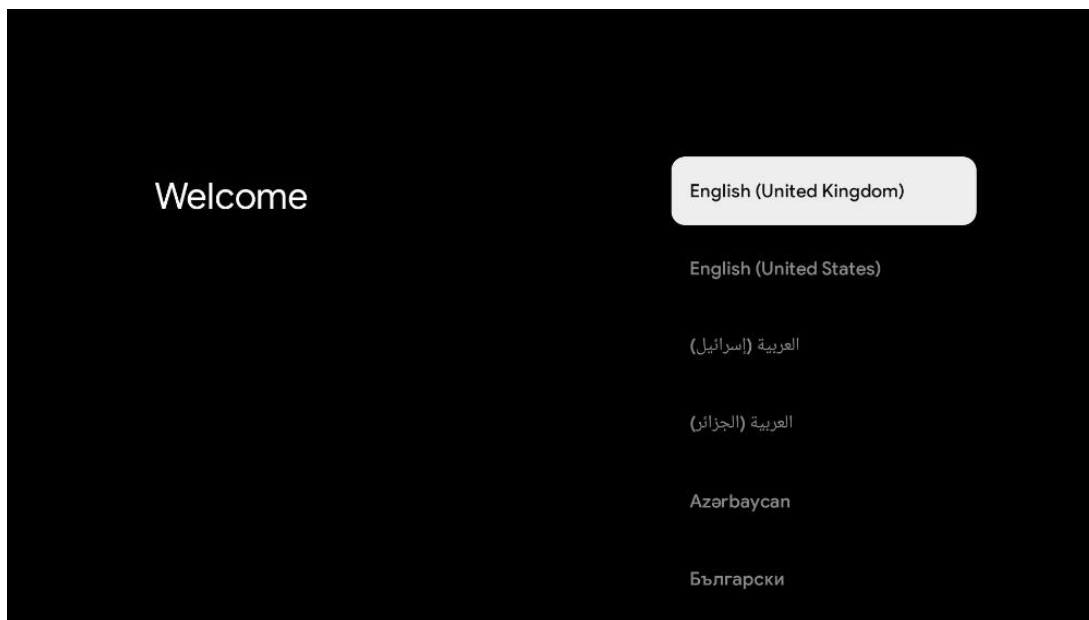 Welcome
English (United Kingdom)
English (United States)
العربية (إسرائيل)
العربية (الجزائر)
Azərbaycan
Български